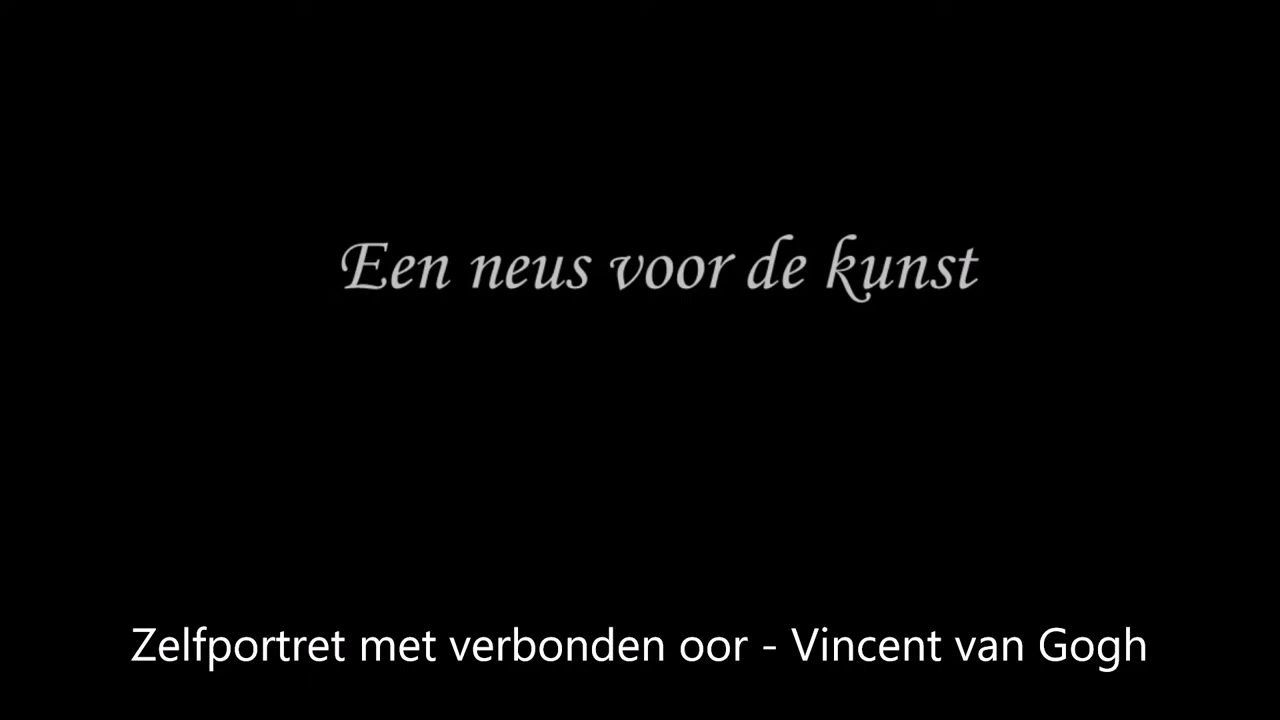 Een neus voor de kunst
Zelfportret met verbonden oor - Vincent van Gogh